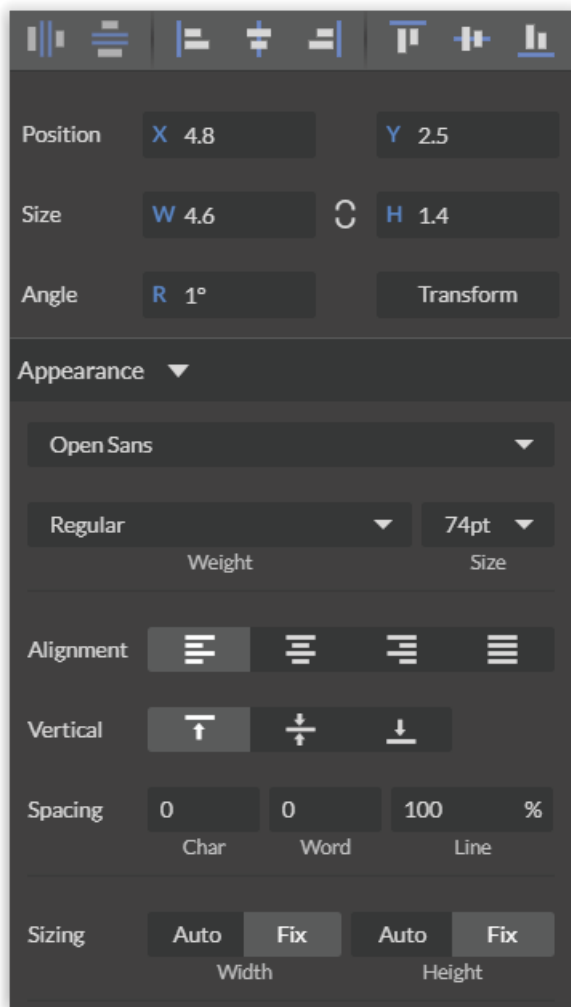 Position X 4.8 Y 2.5
Size W 4.6 H 1.4
Angle R 1° Transform
Appearance
Open Sans
Regular 74pt
Weight Size
Alignment
Vertical
Spacing 0 0 100 %
Char Word Line
Sizing Auto Fix Auto Fix
Width Height